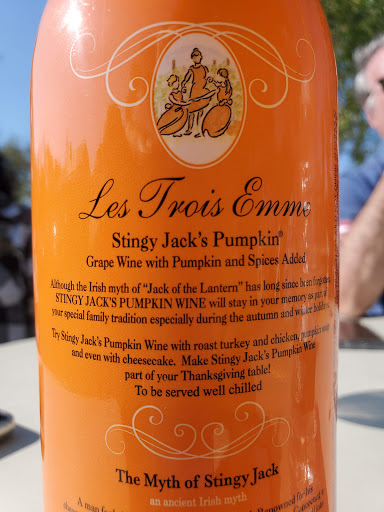 Les Trois Emme
Stingy Jack's Pumpkin®
Grape Wine with Pumpkin and Spices Added
Although the Irish myth of "Jack of the Lantern" has long since been forgotten,
STINGY JACK'S PUMPKIN WINE will stay in your memory as part of
your special family tradition especially during the autumn and winter
Try Stingy Jack's Pumpkin Wine with roast turkey and chicken, pumpkin soup
and even with cheesecake. Make Stingy Jack's Pumpkin Wine
part of your Thanksgiving table!
To be served well chilled
The Myth of Stingy Jack
an ancient Irish myth
A man